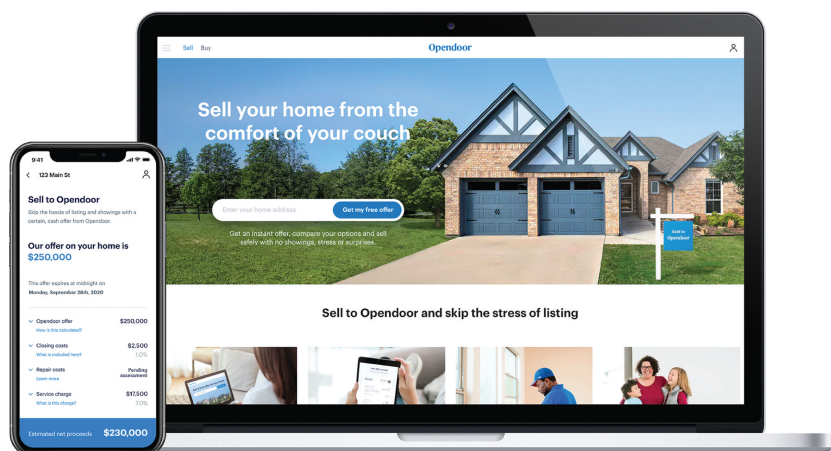 9:41
123 Main St
Sell to Opendoor
Skip the hassle of listing and showings with a
certain, cash offer from Opendoor.
Our offer on your home is
$250,000
This offer expires at midnight on
Monday, September 28th, 2020
Opendoor offer $250,000
How is this calculated?
Closing costs $2,500
What is included here? 1.0%
Repair costs Pending
Learn more assessment
Service charge $17,500
What is this charge? 7.0%
Estimated net proceeds $230,000
Sell Buy Opendoor
Sell your home from the
comfort of your couch
Enter your home address Get my free offer
Get an instant offer, compare your options and sell
safely with no showings, stress or surprises.
Sold to
Opendoor
Sell to Opendoor and skip the stress of listing